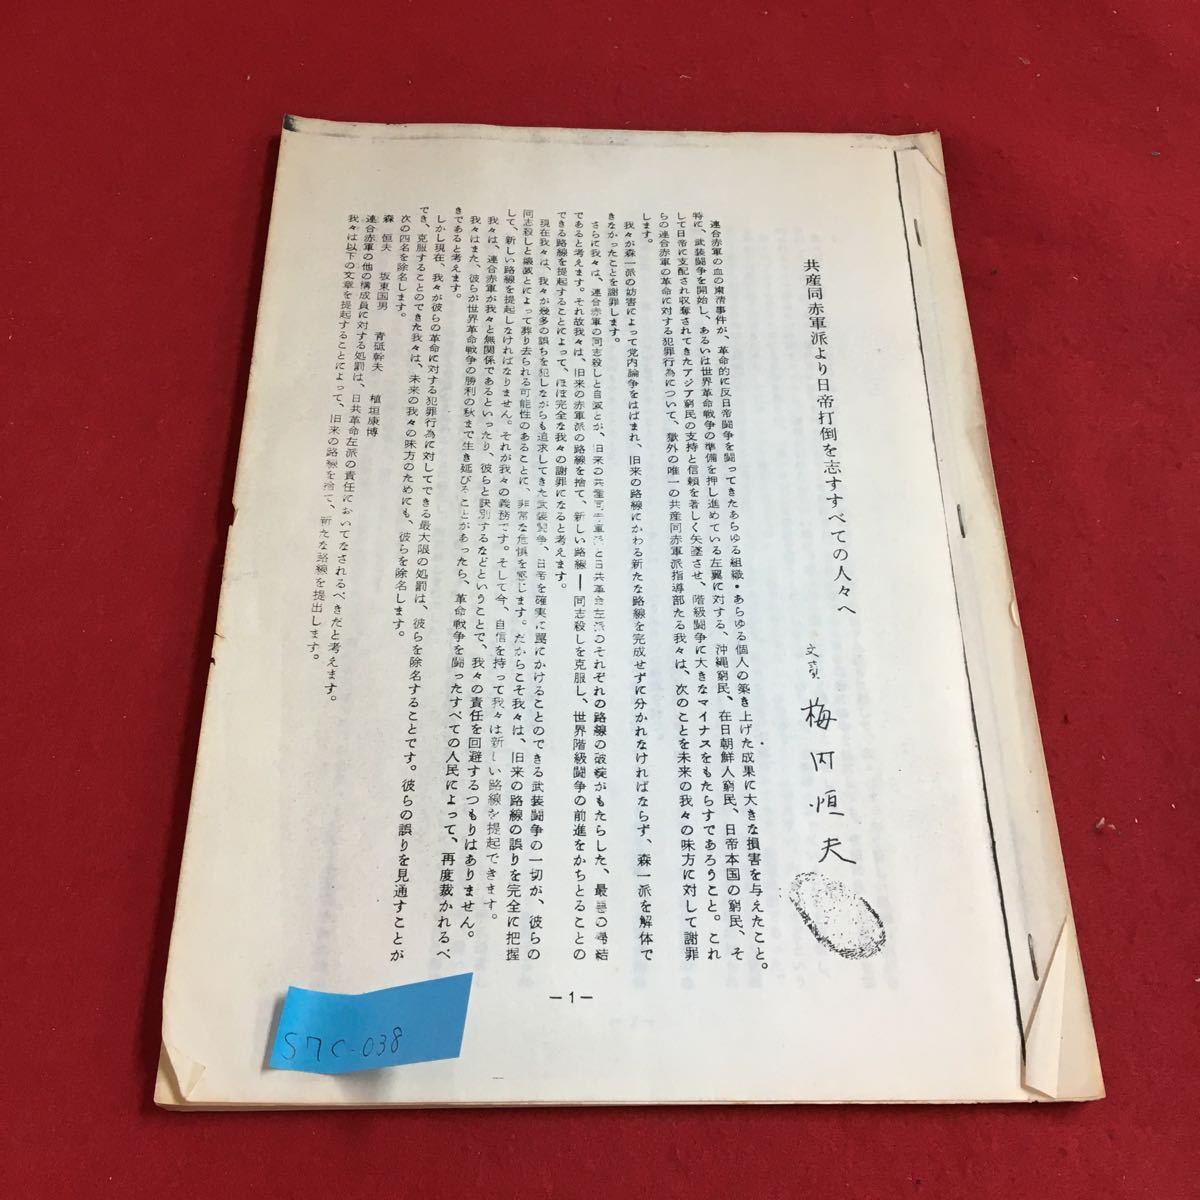 共産同赤軍派より日帝打倒を志すすべての人々へ
文責 梅内恒夫
連合赤軍の血の粛清事件が、革命的に反日帝闘争を闘ってきたあらゆる組織・あらゆる個人の築き上げた成果に大きな損害を与えたこと。
特に、武装闘争を開始し、あるいは世界革命戦争の準備を押し進めている左翼に対する、沖縄窮民、在日朝鮮人窮民、日帝本国の窮民、そ
して日帝に支配され収奪されてきたアジア窮民の支持と信頼を著しく失墜させ、階級闘争に大きなマイナスをもたらすであろうこと。これ
らの連合赤軍の革命に対する犯罪行為について、獄外の唯一の共産同赤軍派指導部たる我々は、次のことを未来の我々の味方に対して謝罪
します。
我々が森一派の妨害によって党内論争をはばまれ、旧来の路線にかわる新たな路線を完成せずに分かれなければならず、森一派を解体で
きなかったことを謝罪します。
さらに我々は、連合赤軍の同志殺しと自滅とが、旧来の共産同赤軍派と日共革命左派のそれぞれの路線の破綻がもたらした、最悪の帰結
であると考えます。それ故我々は、旧来の赤軍派の路線を捨て、新しい路線―同志殺しを克服し、世界階級闘争の前進をかちとることの
できる路線を提起することによって、ほぼ完全な我々の謝罪になると考えます。
現在我々は、我々が幾多の誤ちを犯しながらも追求してきた武装闘争、日帝を確実に罠にかけることのできる武装闘争の一切が、彼らの
同志殺しと壊滅とによって葬り去られる可能性のあることに、非常な危惧を感じます。だからこそ我々は、旧来の路線の誤りを完全に把握
して、新しい路線を提起しなければなりません。それが我々の義務です。そして今、自信を持って我々は新しい路線を提起できます。
我々は、連合赤軍が我々と無関係であるといったり、彼らと訣別するなどということで、我々の責任を回避するつもりはありません。
我々はまた、彼らが世界革命戦争の勝利の秋まで生き延びることがあったら、革命戦争を闘ったすべての人民によって、再度裁かれるべ
きであると考えます。
しかし現在、我々が彼らの革命に対する犯罪行為に対してできる最大限の処罰は、彼らを除名することです。彼らの誤りを見通すことが
でき、克服することのできた我々は、未来の我々の味方のためにも、彼らを除名します。
次の四名を除名します。
森 恒夫 坂東国男 青砥幹夫 植垣康博
連合赤軍の他の構成員に対する処罰は、日共革命左派の責任においてなされるべきだと考えます。
我々は以下の文章を提起することによって、旧来の路線を捨て、新たな路線を提出します。
—1—
S7C-038